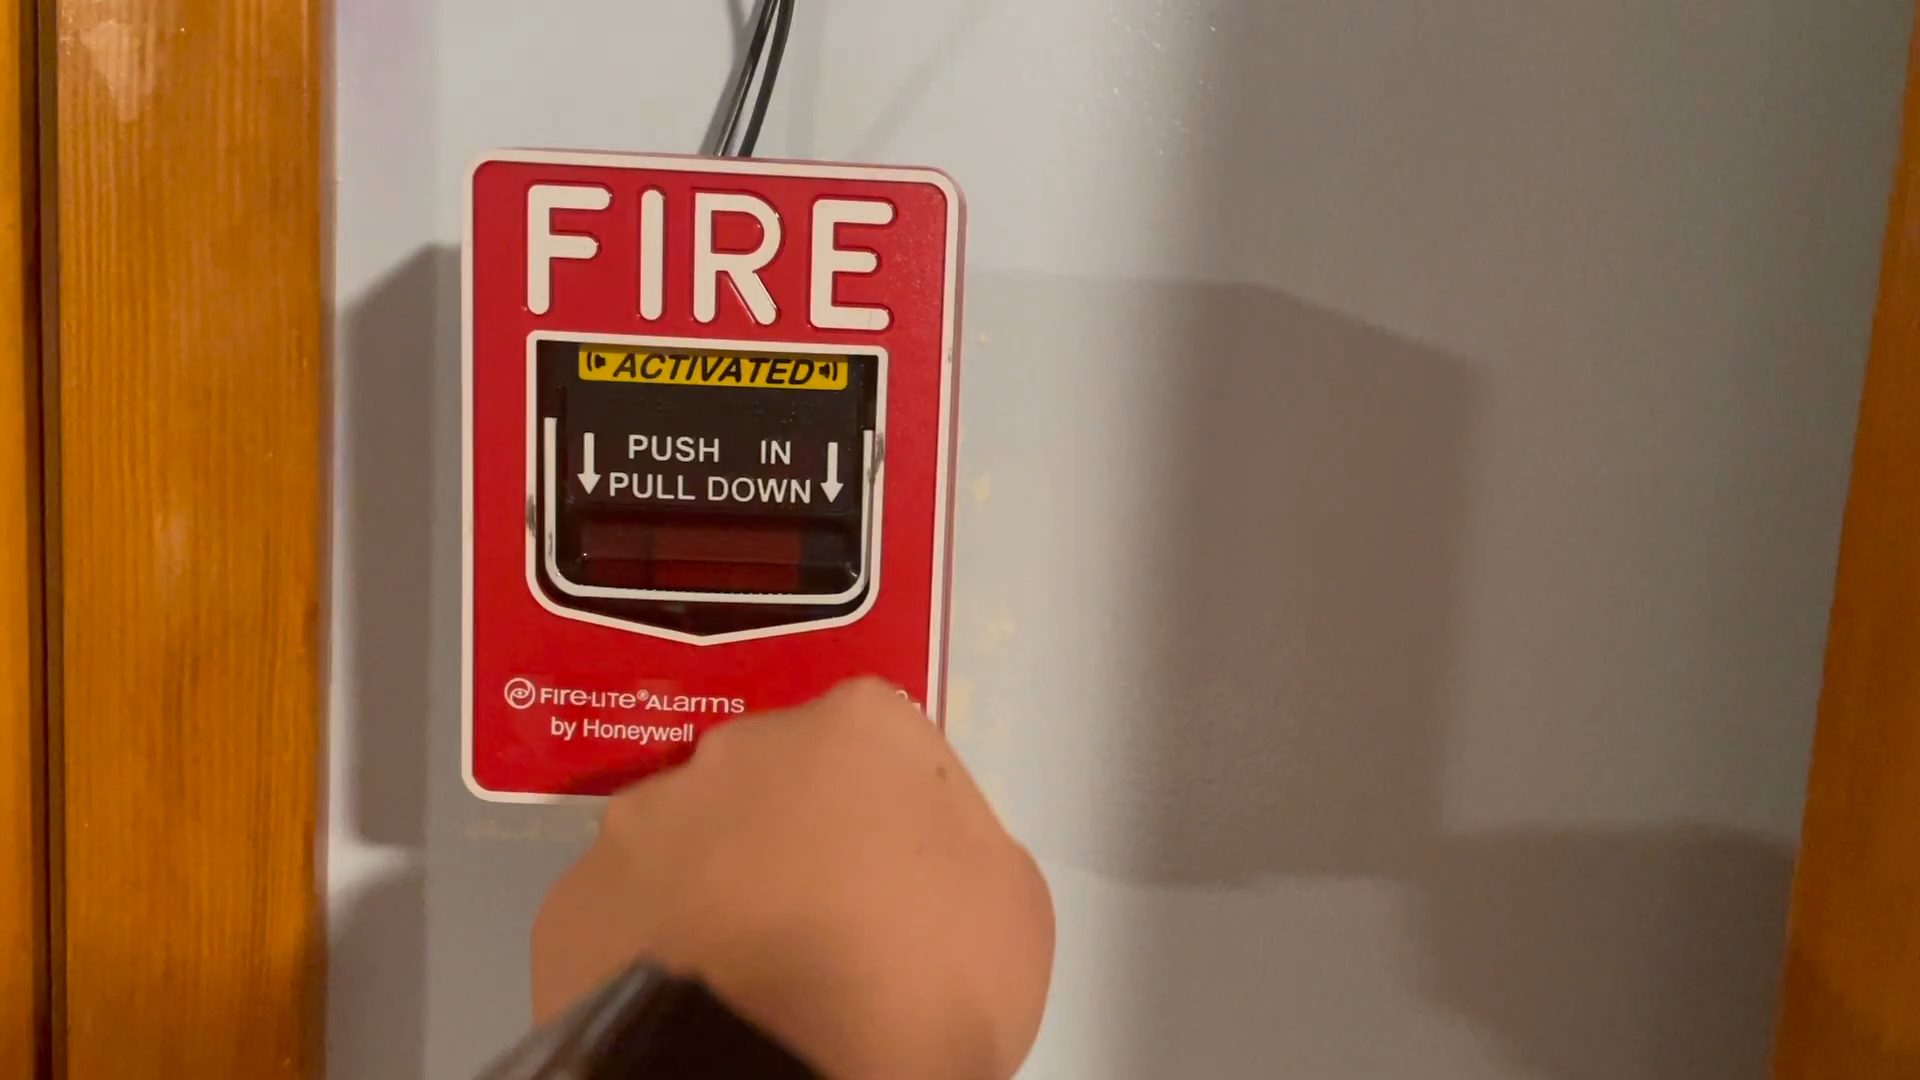 FIRE
ACTIVATED
PUSH IN
PULL DOWN
FIRE·LITE® ALARMS
by Honeywell